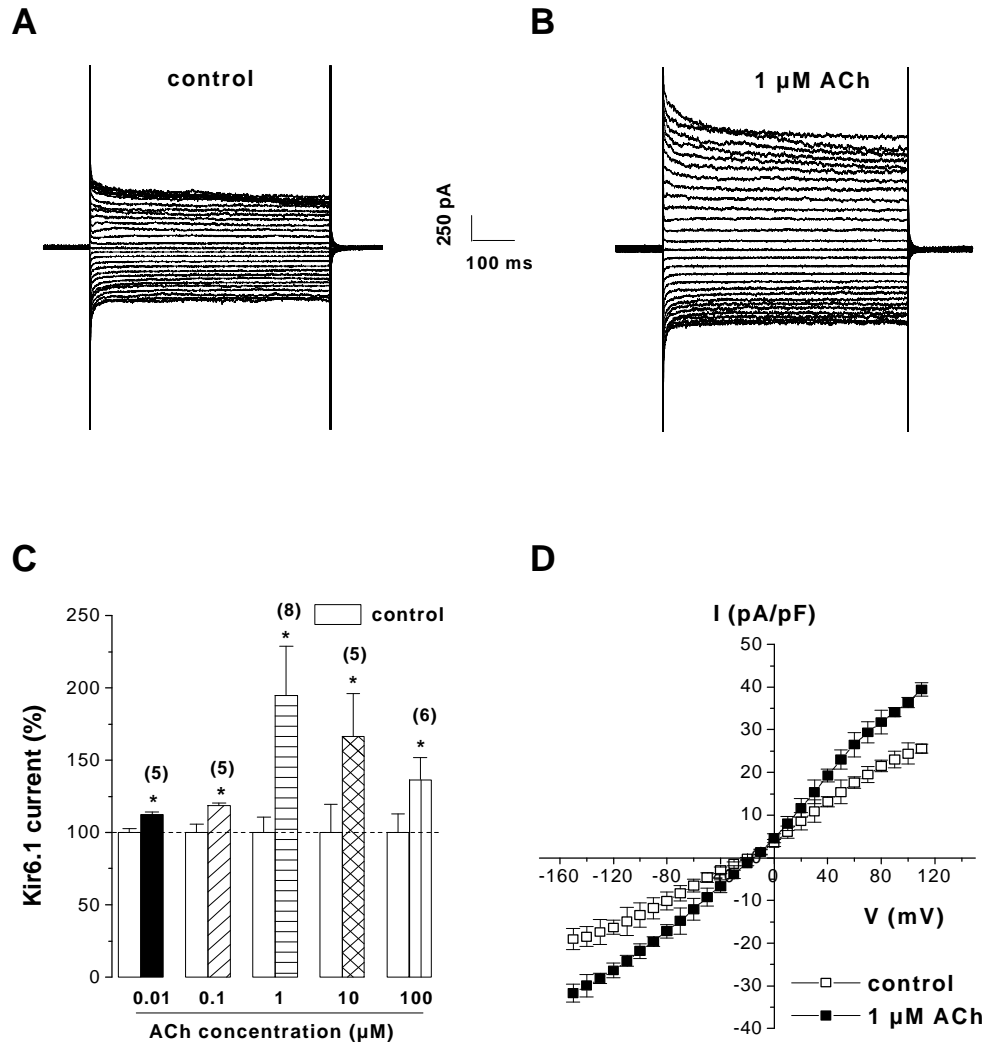 A
B
control
1 µM ACh
250 pA
100 ms
C
D
Kir6.1 current (%)
250
200
150
100
50
0
control
(5)
*
(5)
*
(8)
*
(5)
*
(6)
*
0.01 0.1 1 10 100
ACh concentration (µM)
I (pA/pF)
50
40
30
20
10
0
-10
-20
-30
-40
-160 -120 -80 -40 0 40 80 120
V (mV)
control
1 µM ACh